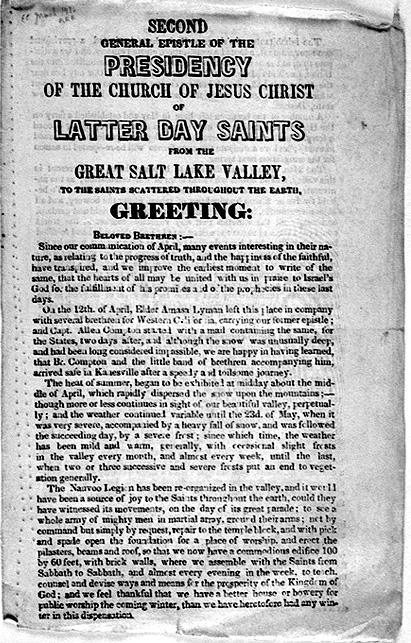 SECOND
GENERAL EPISTLE OF THE
PRESIDENCY
OF THE CHURCH OF JESUS CHRIST
OF
LATTER DAY SAINTS
FROM THE
GREAT SALT LAKE VALLEY,
TO THE SAINTS SCATTERED THROUGHOUT THE EARTH,
GREETING:
BELOVED BRETHREN:—
Since our communication of April, many events interesting in their na-
ture, as relating to the progress of truth, and the happiness of the faithful,
have transpired, and we improve the earliest moment to write of the
same, that the hearts of all may be united with us in praise to Israel's
God for the fulfillment of his promises and of the prophecies in these last
days.
On the 12th. of April, Elder Amasa Lyman left this place in company
with several brethren for Western California, carrying our former epistle;
and Capt. Allen Compton started with a mail containing the same, for
the States, two days after, and although the snow was unusually deep,
and had been long considered impassible, we are happy in having learned,
that Br. Compton and the little band of brethren accompanying him,
arrived safe in Kanesville after a speedy and toilsome journey.
The heat of summer, began to be exhibited at midday about the mid-
dle of April, which rapidly dispersed the snow upon the mountains;—
though more or less continues in sight of our beautiful valley, perpetual-
ly; and the weather continued variable until the 23d. of May, when it
was very severe, accompanied by a heavy fall of snow, and was followed
the succeeding day, by a severe frost; since which time, the weather
has been mild and warm, generally, with occasional slight frosts
in the valley every month, and almost every week, until the last,
when two or three successive and severe frosts put an end to veget-
ation generally.
The Nauvoo Legion has been re-organized in the valley, and it would
have been a source of joy to the Saints throughout the earth, could they
have witnessed its movements, on the day of its great parade; to see a
whole army of mighty men in martial array, ground their arms; not by
command but simply by request, repair to the temple block, and with pick
and spade open the foundation for a place of worship, and erect the
pilasters, beams and roof, so that we now have a commodious edifice 100
by 60 feet, with brick walls, where we assemble with the Saints from
Sabbath to Sabbath, and almost every evening in the week, to teach,
counsel and devise ways and means for the prosperity of the Kingdom of
God; and we feel thankful that we have a better house or bowery for
public worship the coming winter, than we have heretofore had any win-
ter in this dispensation.